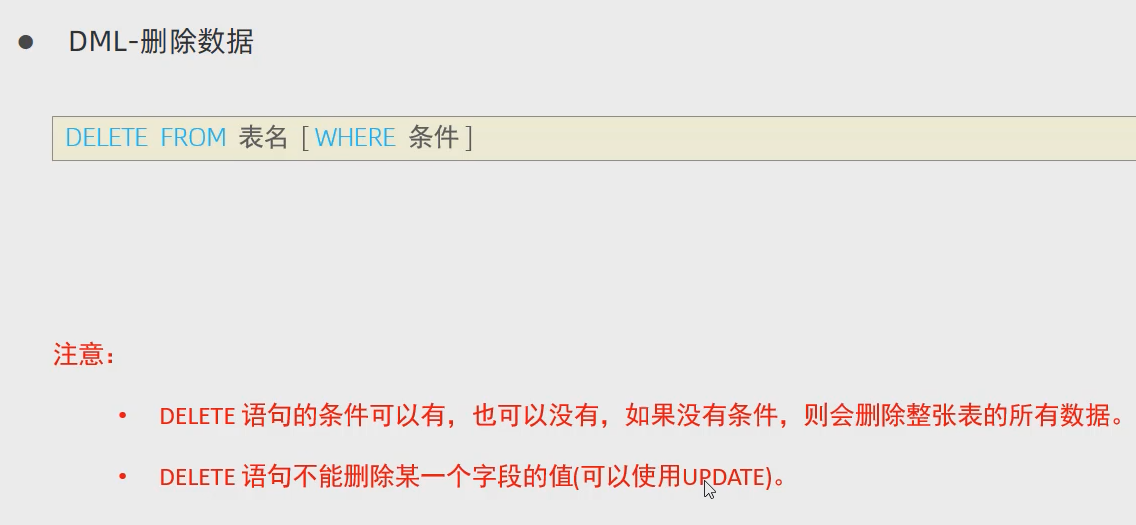 ● DML-删除数据
DELETE FROM 表名 [ WHERE 条件 ]
注意：
• DELETE 语句的条件可以有，也可以没有，如果没有条件，则会删除整张表的所有数据。
• DELETE 语句不能删除某一个字段的值(可以使用UPDATE)。